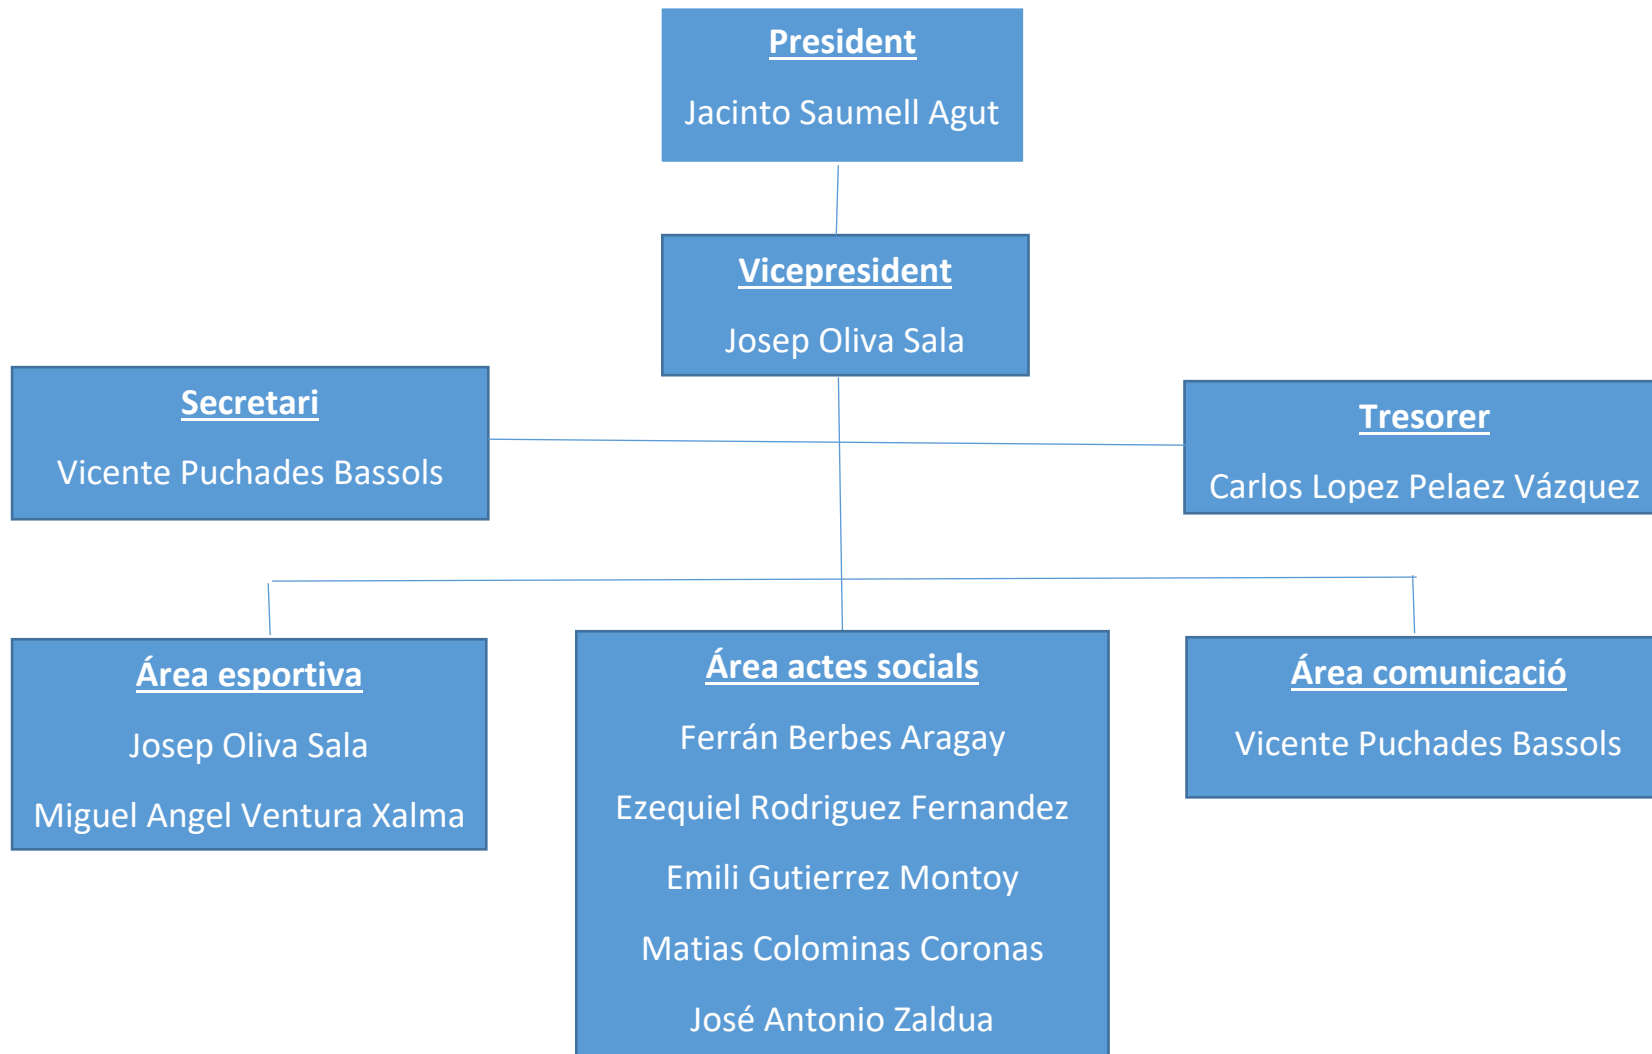 President
Jacinto Saumell Agut
Vicepresident
Josep Oliva Sala
Secretari
Vicente Puchades Bassols
Tresorer
Carlos Lopez Pelaez Vázquez
Área esportiva
Josep Oliva Sala
Miguel Angel Ventura Xalma
Área actes socials
Ferrán Berbes Aragay
Ezequiel Rodriguez Fernandez
Emili Gutierrez Montoy
Matias Colominas Coronas
José Antonio Zaldua
Área comunicació
Vicente Puchades Bassols